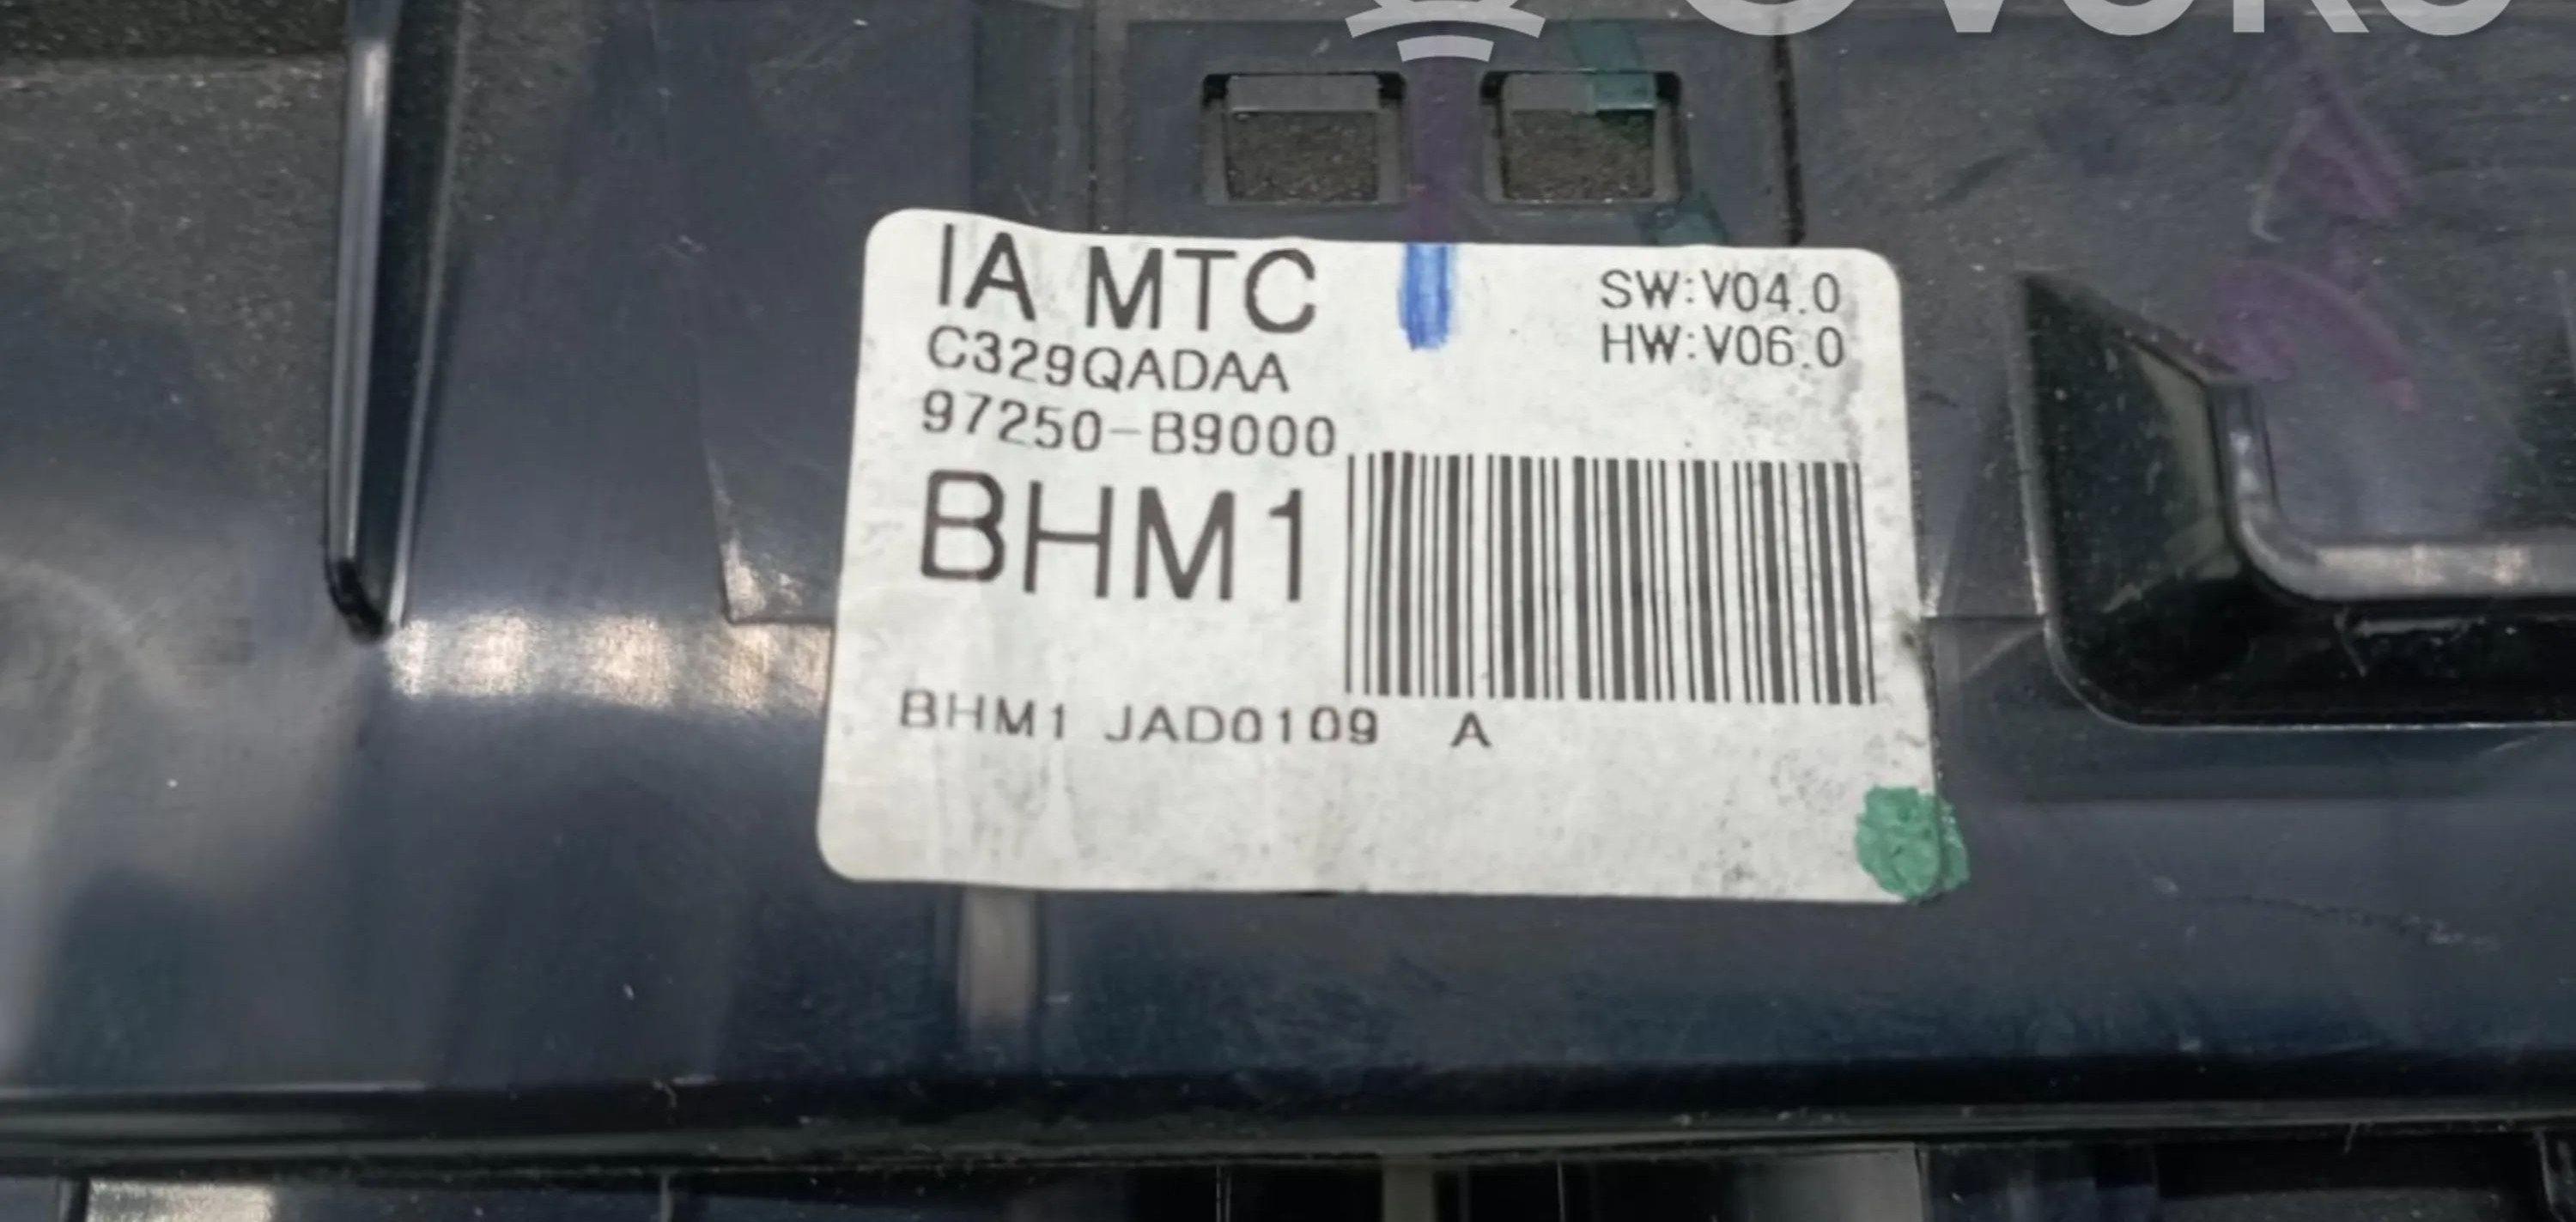 IA MTC
SW:V04.0
C329QADAA
HW:V06.0
97250-B9000
BHM1
BHM1 JAD0109 A